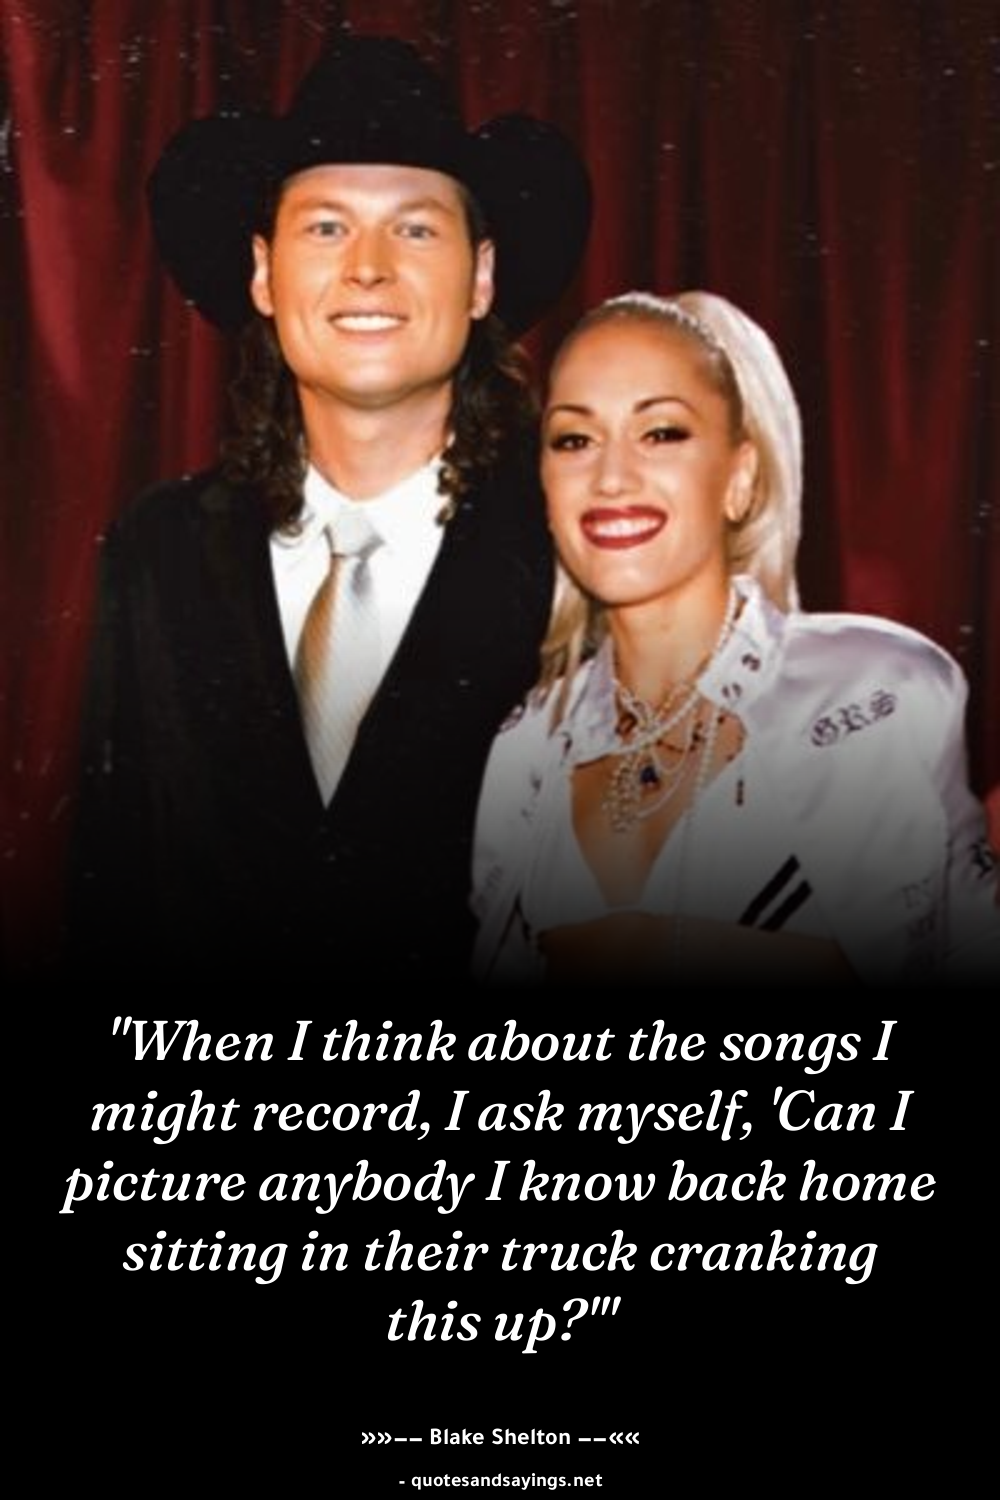 GRS
"When I think about the songs I
might record, I ask myself, 'Can I
picture anybody I know back home
sitting in their truck cranking
this up?'"
»»—— Blake Shelton ——««
- quotesandsayings.net